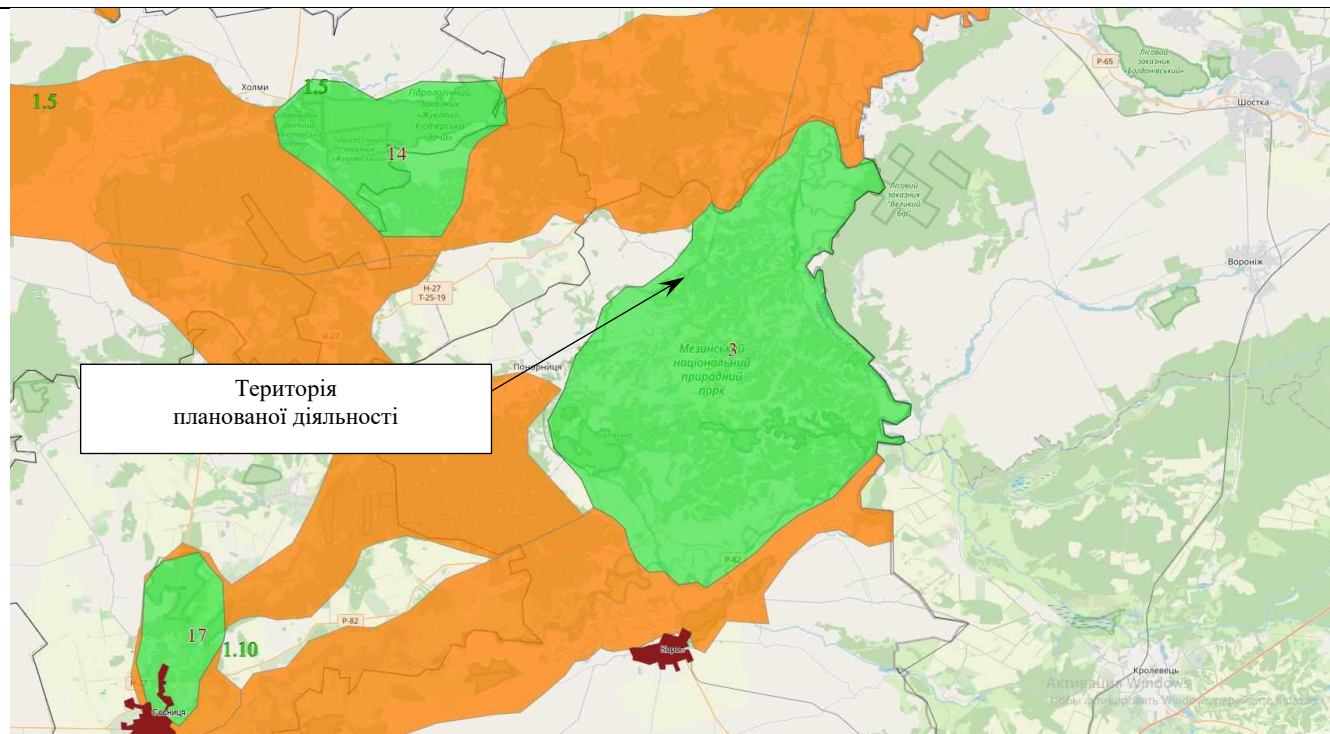 P-65
Лісовий
заказник
«Богданівський»
Шостка
Холми
1.5
1.5
Гідрологічний
заказник
«Жукляно
Кістерська
дача»
Гідрологічний
заказник
14
Лісовий
заказник
"Великий
бір"
Вороніж
Н-27
Т-25-19
Н-27
Мезинський
національний
природний
парк
3
Понорниця
Територія
планованої діяльності
P-82
P-82
17
1.10
Короп
Сосниця
Кролевець
Активация Windows